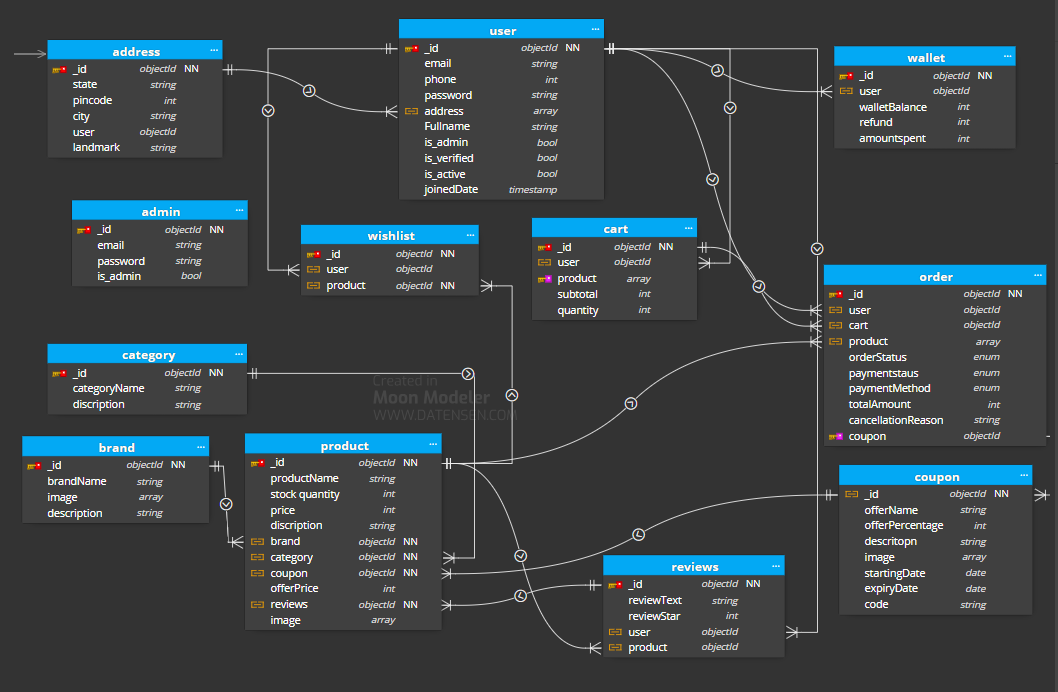 address ...
_id objectId NN
state string
pincode int
city string
user objectId
landmark string
user ...
_id objectId NN
email string
phone int
password string
address array
Fullname string
is_admin bool
is_verified bool
is_active bool
joinedDate timestamp
wallet ...
_id objectId NN
user objectId
walletBalance int
refund int
amountspent int
admin ...
_id objectId NN
email string
password string
is_admin bool
wishlist ...
_id objectId NN
user objectId
product objectId NN
cart ...
_id objectId NN
user objectId
product array
subtotal int
quantity int
order ...
_id objectId NN
user objectId
cart objectId
product array
orderStatus enum
paymentstaus enum
paymentMethod enum
totalAmount int
cancellationReason string
coupon objectId
category ...
_id objectId NN
categoryName string
discription string
Created in
Moon Modeler
WWW.DATENSEN.COM
brand ...
_id objectId NN
brandName string
image array
description string
product ...
_id objectId NN
productName string
stock quantity int
price int
discription string
brand objectId NN
category objectId NN
coupon objectId NN
offerPrice int
reviews objectId NN
image array
coupon ...
_id objectId NN
offerName string
offerPercentage int
descritopn string
image array
startingDate date
expiryDate date
code string
reviews ...
_id objectId NN
reviewText string
reviewStar int
user objectId
product objectId